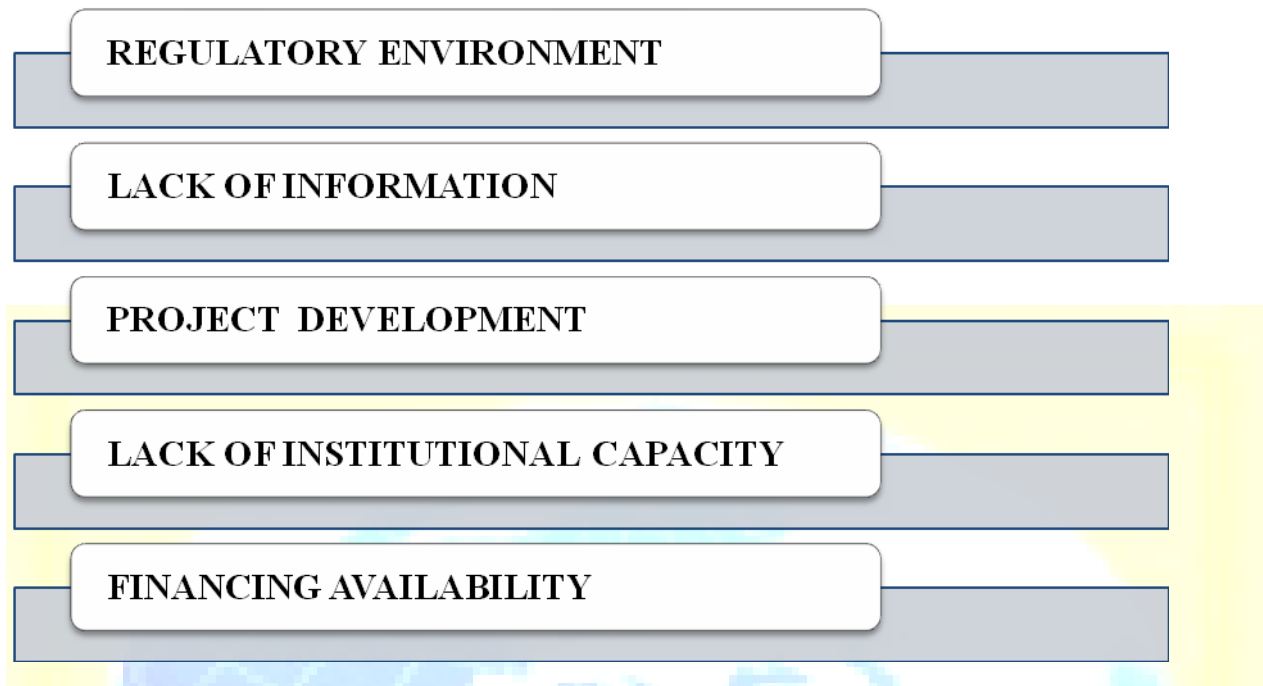 REGULATORY ENVIRONMENT
LACK OF INFORMATION
PROJECT DEVELOPMENT
LACK OF INSTITUTIONAL CAPACITY
FINANCING AVAILABILITY